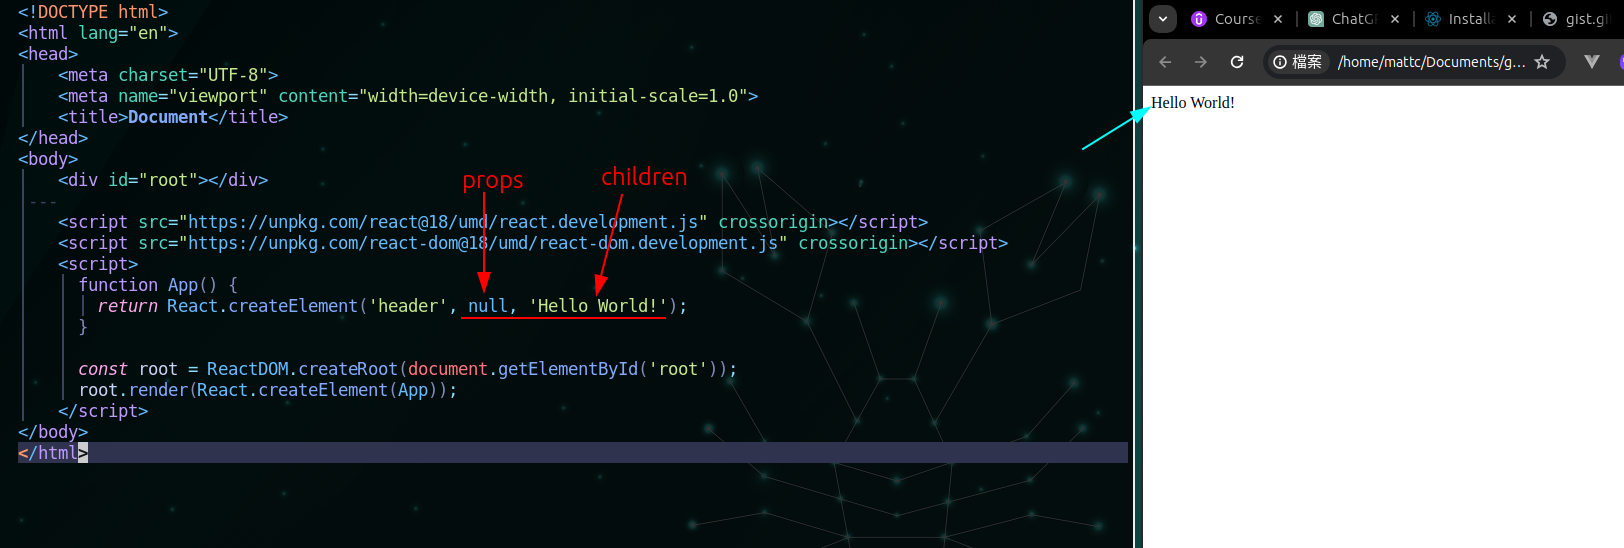 <!DOCTYPE html>
<html lang="en">
<head>
    <meta charset="UTF-8">
    <meta name="viewport" content="width=device-width, initial-scale=1.0">
    <title>Document</title>
</head>
<body>
    <div id="root"></div>
props
children
---
    <script src="https://unpkg.com/react@18/umd/react.development.js" crossorigin></script>
    <script src="https://unpkg.com/react-dom@18/umd/react-dom.development.js" crossorigin></script>
    <script>
      function App() {
        return React.createElement('header', null, 'Hello World!');
      }
      const root = ReactDOM.createRoot(document.getElementById('root'));
      root.render(React.createElement(App));
    </script>
</body>
</html>
Course
ChatG
Install
gist.gi
檔案
/home/mattc/Documents/g...
Hello World!